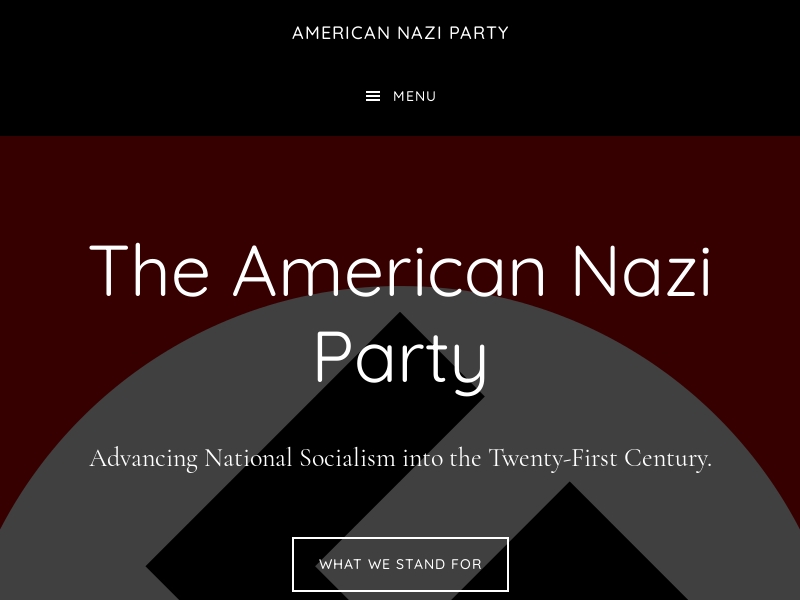 AMERICAN NAZI PARTY
MENU
The American Nazi
Party
Advancing National Socialism into the Twenty-First Century.
WHAT WE STAND FOR